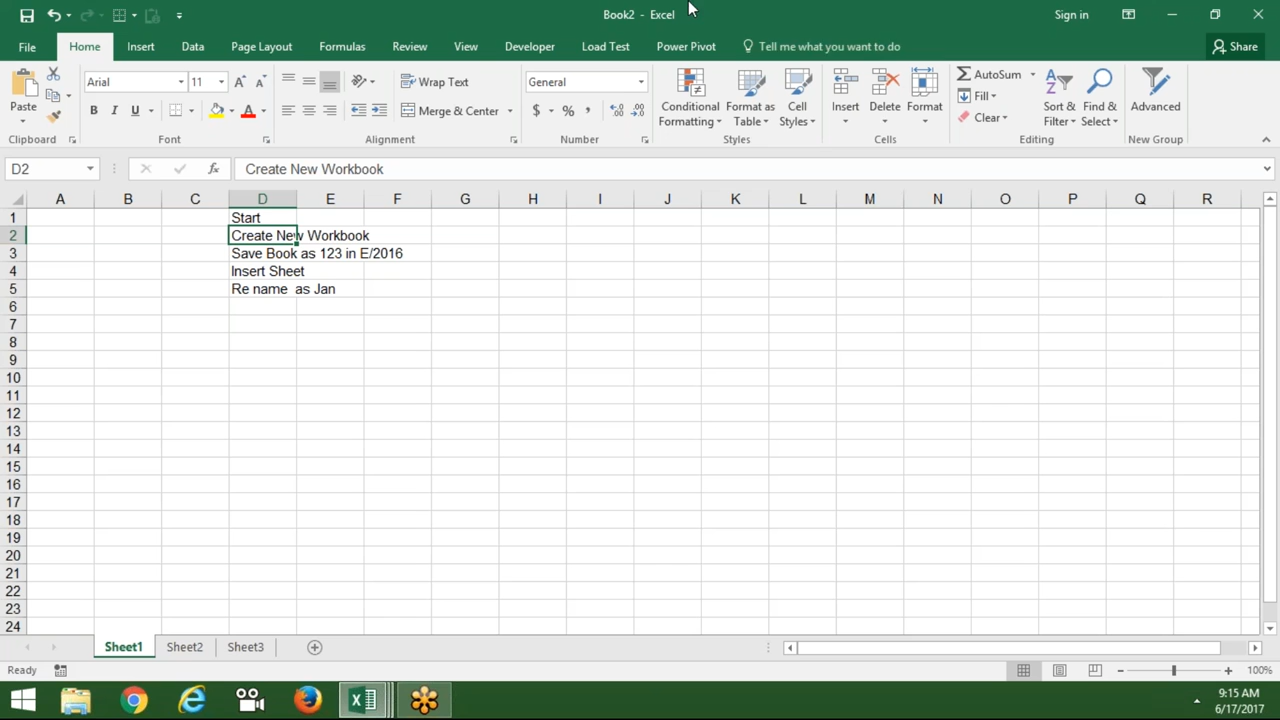 Book2 - Excel
Sign in
File Home Insert Data Page Layout Formulas Review View Developer Load Test Power Pivot Tell me what you want to do Share
Paste
Arial 11
Wrap Text
General
Conditional Formatting
Format as Table
Cell Styles
Insert Delete Format
AutoSum
Fill
Clear
Sort & Filter
Find & Select
Advanced
B I U A
Merge & Center
$ % ,
Clipboard Font Alignment Number Styles Cells Editing New Group
D2 fx Create New Workbook
A B C D E F G H I J K L M N O P Q R
1 Start
2 Create New Workbook
3 Save Book as 123 in E/2016
4 Insert Sheet
5 Re name as Jan
6
7
8
9
10
11
12
13
14
15
16
17
18
19
20
21
22
23
24
Sheet1 Sheet2 Sheet3
Ready 100%
9:15 AM
6/17/2017